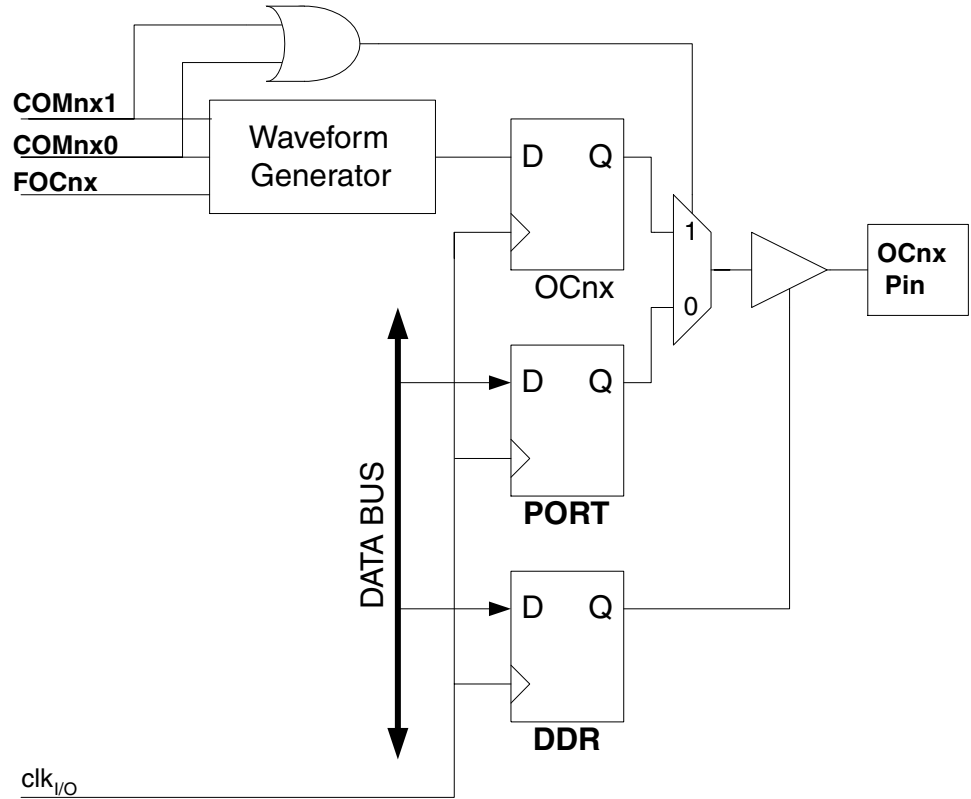 COMnx1
COMnx0
FOCnx
Waveform
Generator
D Q
OCnx
1
0
OCnx
Pin
D Q
PORT
DATA BUS
D Q
DDR
clkI/O